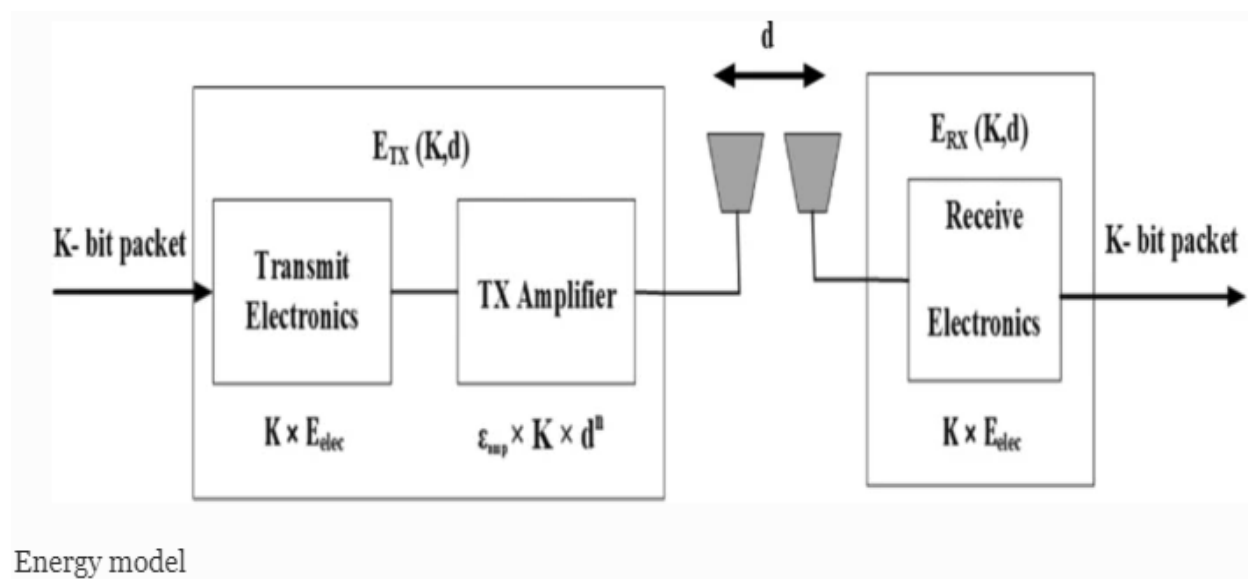 d
E_TX (K,d)
E_RX (K,d)
K- bit packet
Transmit
Electronics
TX Amplifier
Receive
Electronics
K- bit packet
K × E_elec
ε_amp × K × d^n
K × E_elec
Energy model